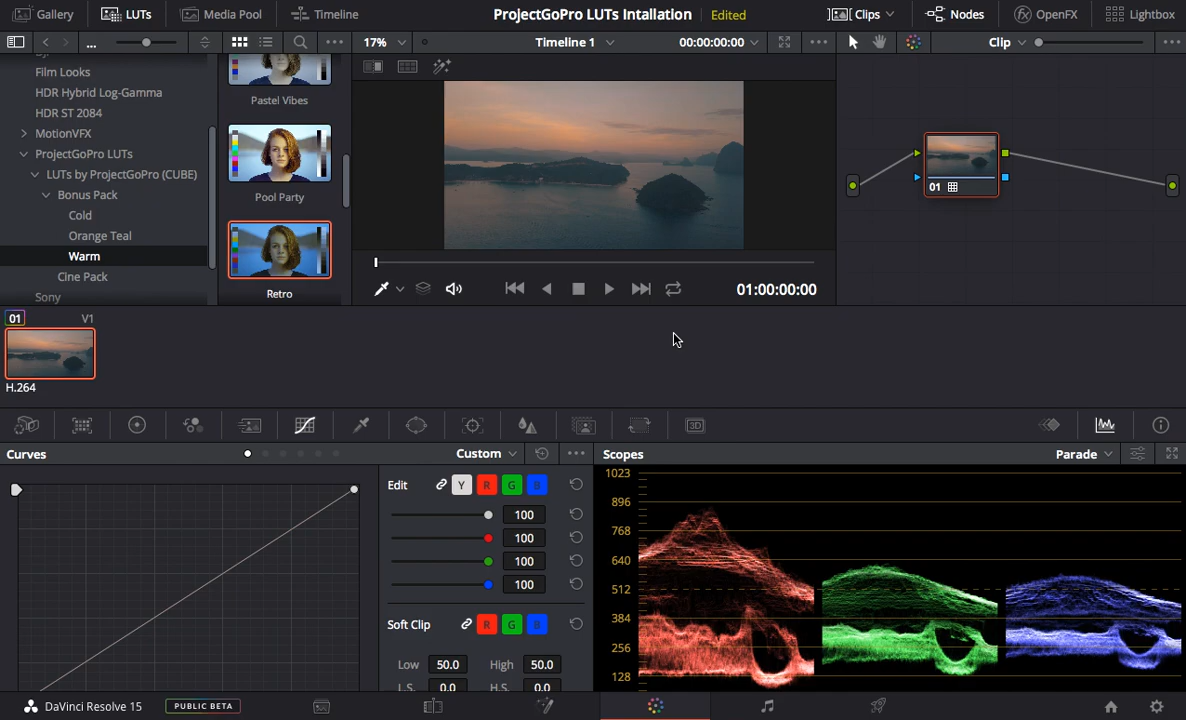 Gallery LUTs Media Pool Timeline ProjectGoPro LUTs Intallation Edited Clips Nodes OpenFX Lightbox
... 17% Timeline 1 00:00:00:00 Clip
Film Looks
HDR Hybrid Log-Gamma
HDR ST 2084
MotionVFX
ProjectGoPro LUTs
LUTs by ProjectGoPro (CUBE)
Bonus Pack
Cold
Orange Teal
Warm
Cine Pack
Sony
Pastel Vibes
Pool Party
Retro
01:00:00:00
01
01 V1
H.264
3D
Curves Custom
Edit Y R G B
100
100
100
100
Soft Clip R G B
Low 50.0 High 50.0
L.S. 0.0 H.S. 0.0
Scopes Parade
1023
896
768
640
512
384
256
128
DaVinci Resolve 15 PUBLIC BETA